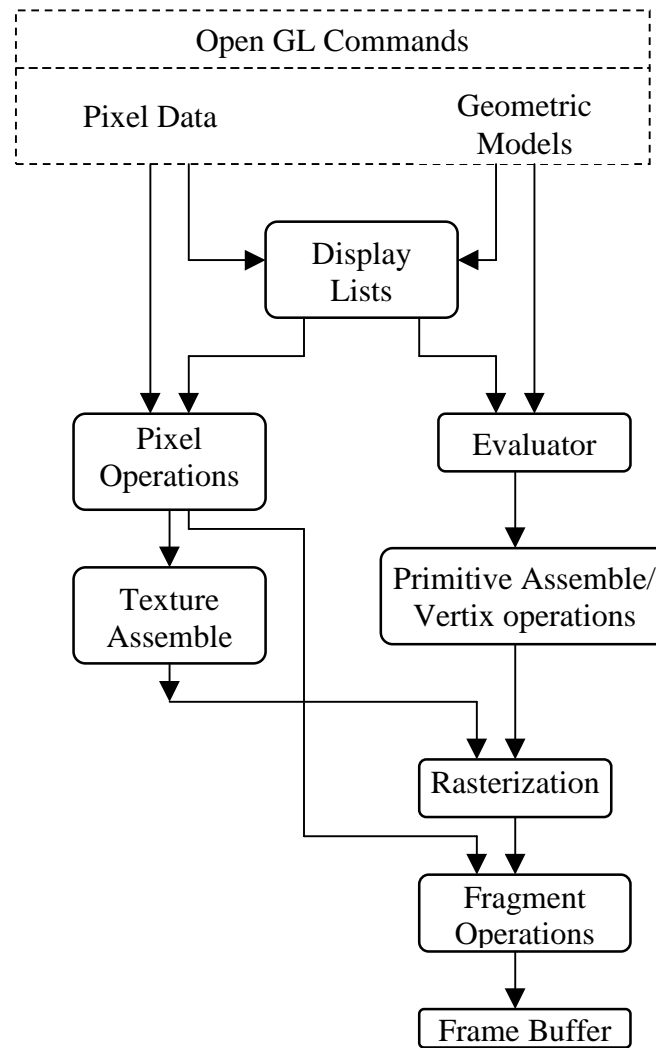 Open GL Commands
Pixel Data
Geometric
Models
Display
Lists
Pixel
Operations
Evaluator
Texture
Assemble
Primitive Assemble/
Vertix operations
Rasterization
Fragment
Operations
Frame Buffer